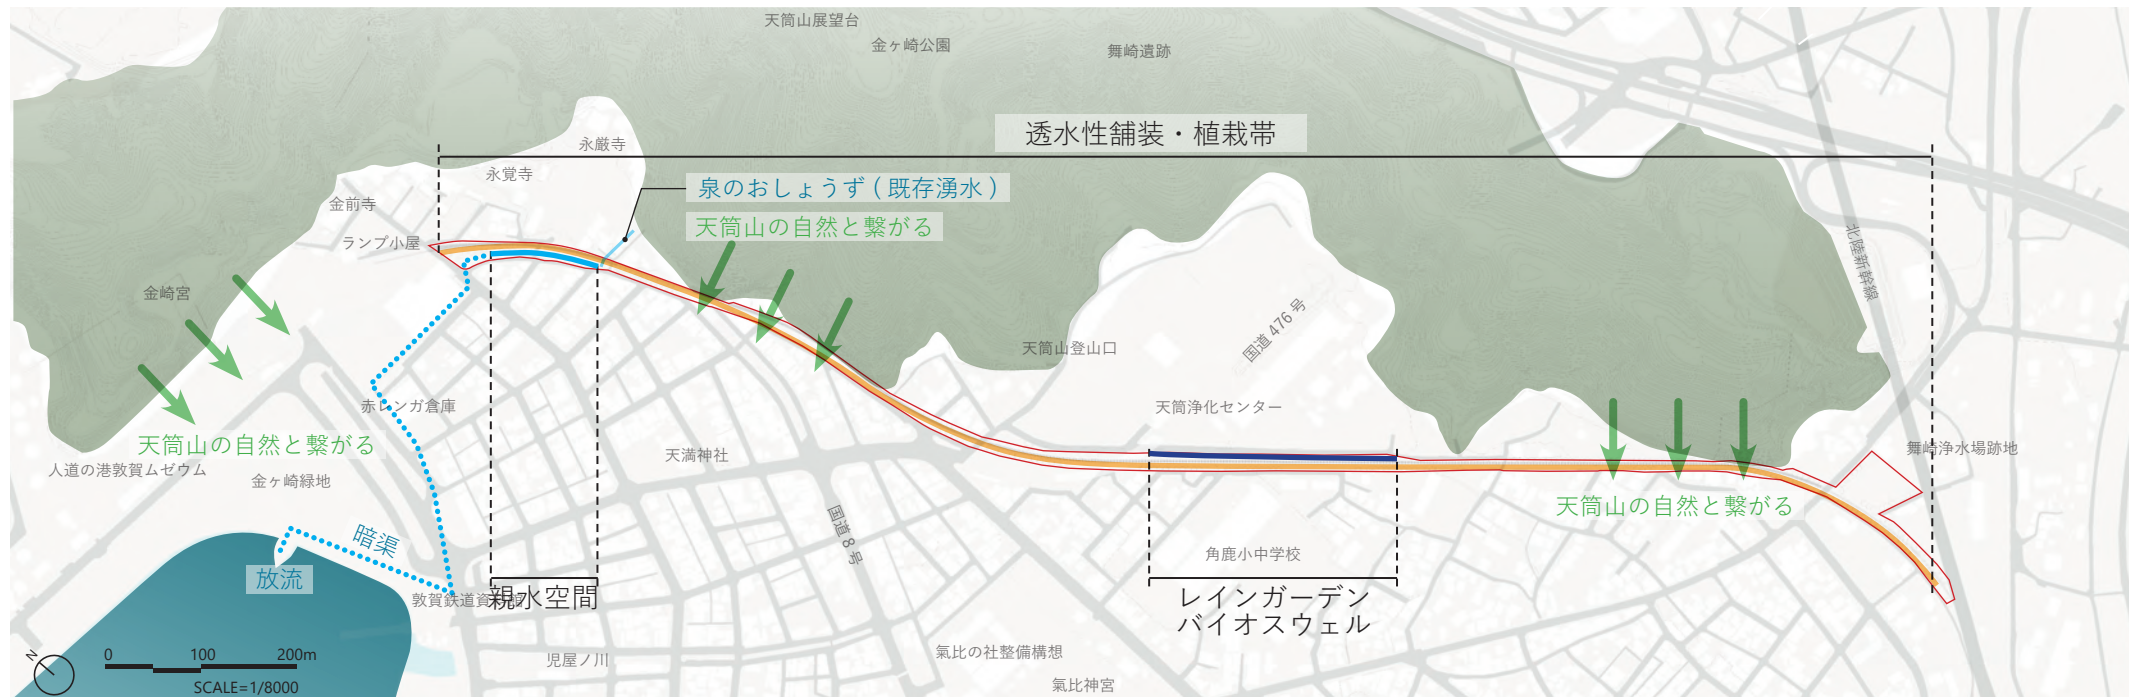 天筒山展望台
金ヶ崎公園
舞崎遺跡
透水性舗装・植栽帯
永厳寺
永覚寺
泉のおしょうず ( 既存湧水 )
金前寺
天筒山の自然と繋がる
ランプ小屋
北陸新幹線
金崎宮
国道 476 号
天筒山登山口
赤レンガ倉庫
天筒浄化センター
天筒山の自然と繋がる
人道の港敦賀ムゼウム
金ヶ崎緑地
天満神社
舞崎浄水場跡地
天筒山の自然と繋がる
国道 8 号
暗渠
放流
角鹿小中学校
敦賀鉄道資料館
親水空間
レインガーデン
バイオスウェル
N
0 100 200m
SCALE=1/8000
児屋ノ川
氣比の社整備構想
氣比神宮